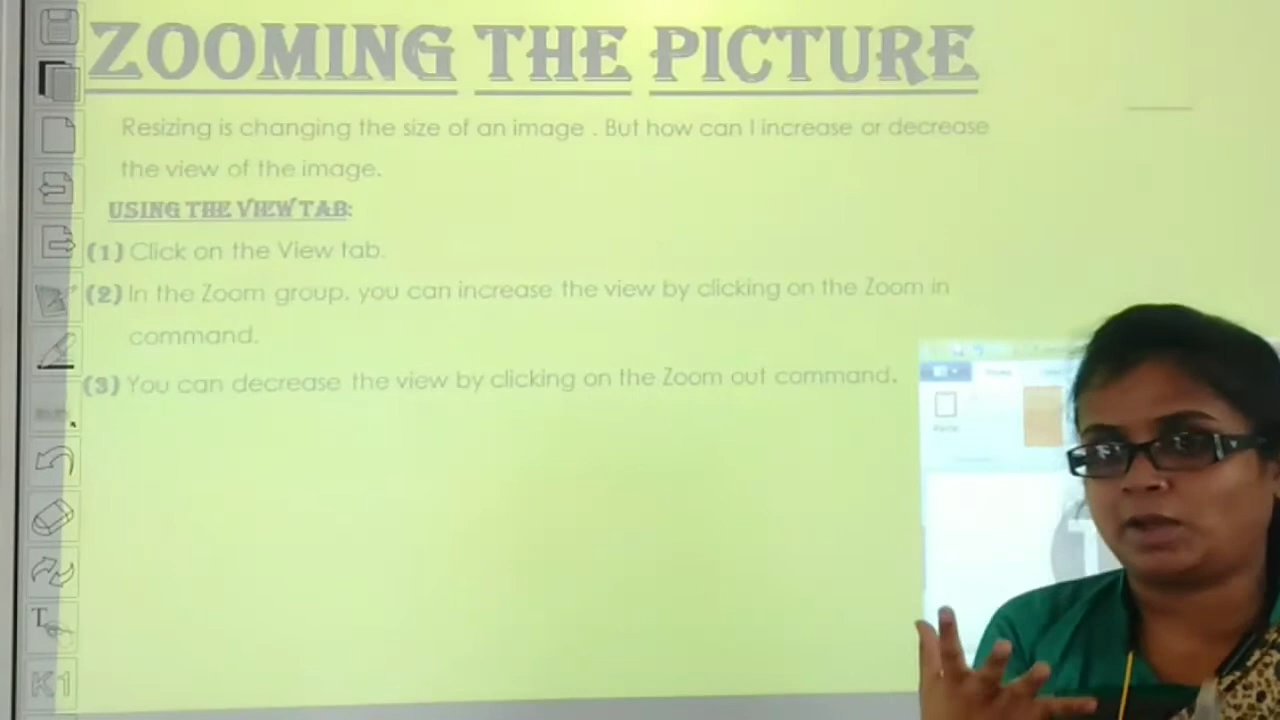 ZOOMING THE PICTURE
Resizing is changing the size of an image . But how can I increase or decrease
the view of the image.
USING THE VIEW TAB:
(1) Click on the View tab.
(2) In the Zoom group, you can increase the view by clicking on the Zoom in
command.
(3) You can decrease the view by clicking on the Zoom out command.
Paste
T
K1